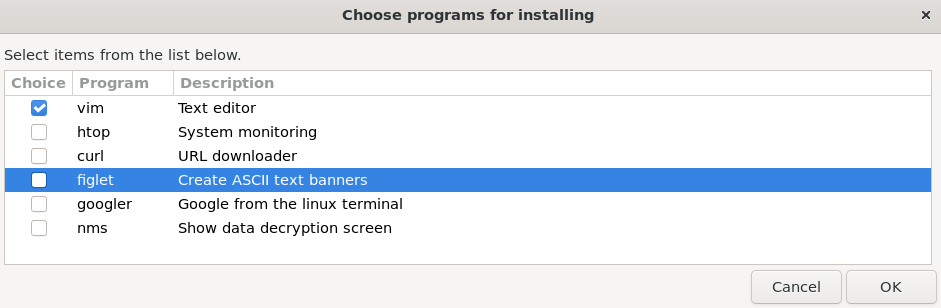 Choose programs for installing
Select items from the list below.
Choice Program Description
vim Text editor
htop System monitoring
curl URL downloader
figlet Create ASCII text banners
googler Google from the linux terminal
nms Show data decryption screen
Cancel OK